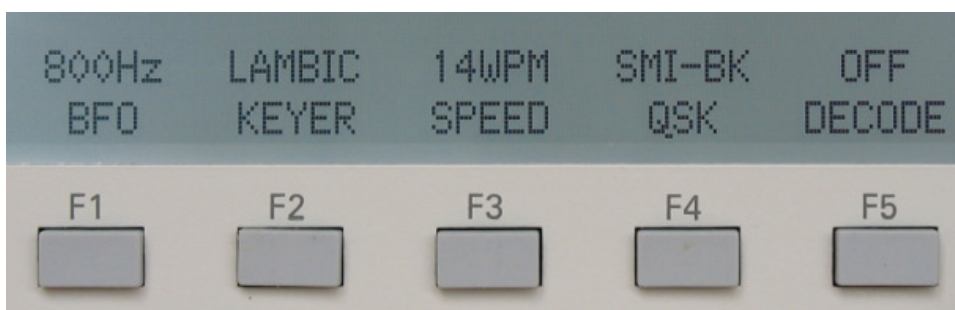 800Hz LAMBIC 14WPM SMI-BK OFF
BFO KEYER SPEED QSK DECODE
F1 F2 F3 F4 F5